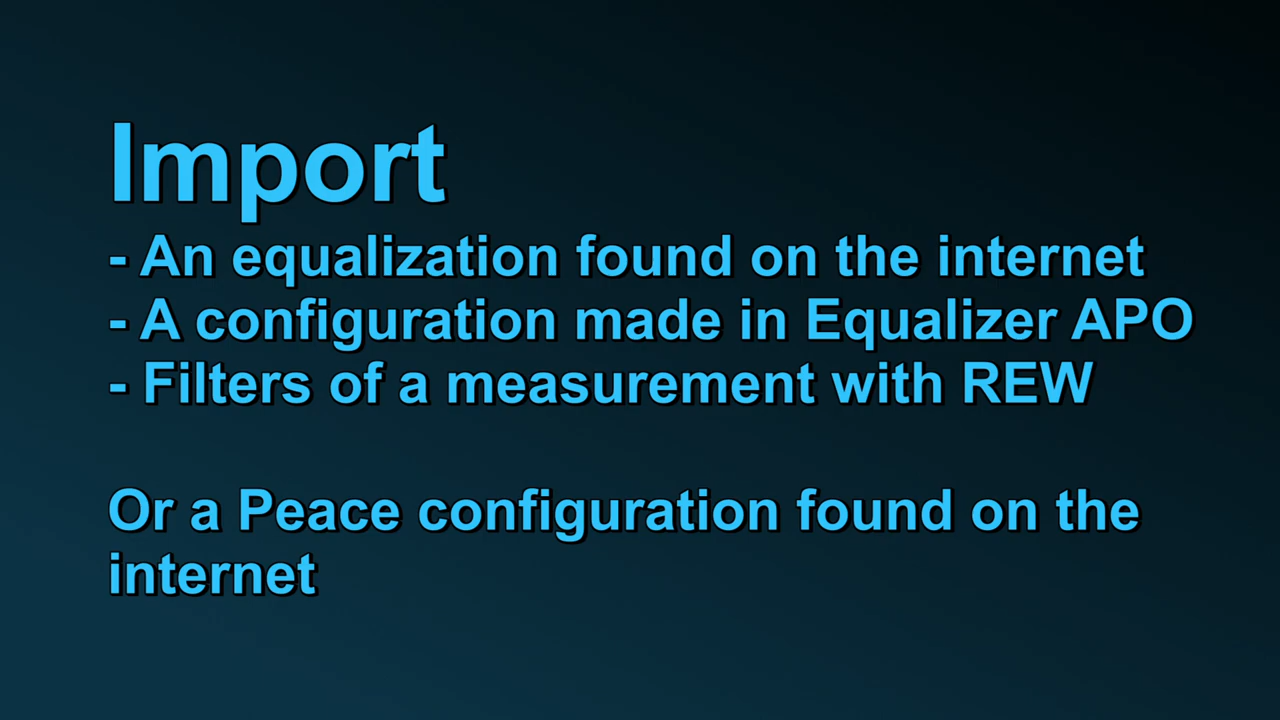 Import
- An equalization found on the internet
- A configuration made in Equalizer APO
- Filters of a measurement with REW
Or a Peace configuration found on the
internet